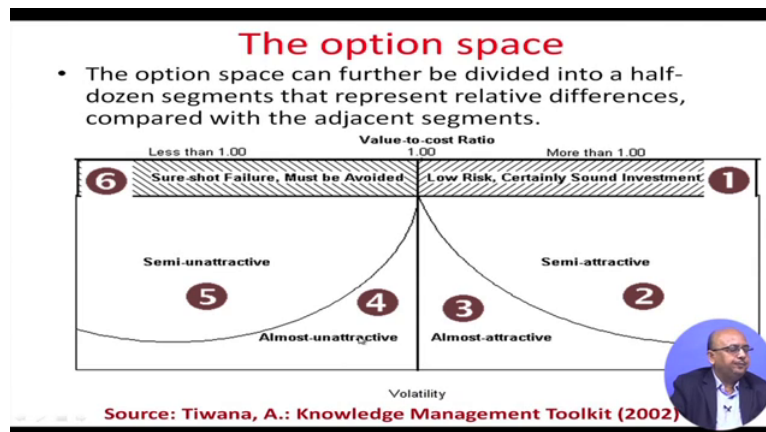 The option space
• The option space can further be divided into a half-
dozen segments that represent relative differences,
compared with the adjacent segments.
Value-to-cost Ratio
Less than 1.00 1.00 More than 1.00
6 Sure-shot Failure, Must be Avoided Low Risk, Certainly Sound Investment 1
Semi-unattractive Semi-attractive
5 4 3 2
Almost-unattractive Almost-attractive
Volatility
Source: Tiwana, A.: Knowledge Management Toolkit (2002)